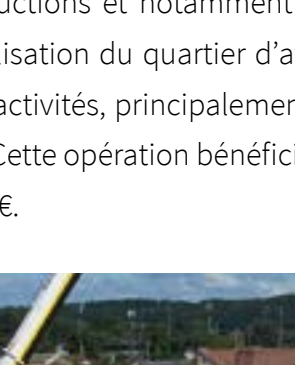 uctions et notamment
isation du quartier d'a
activités, principalemen
Cette opération bénéfici
€.